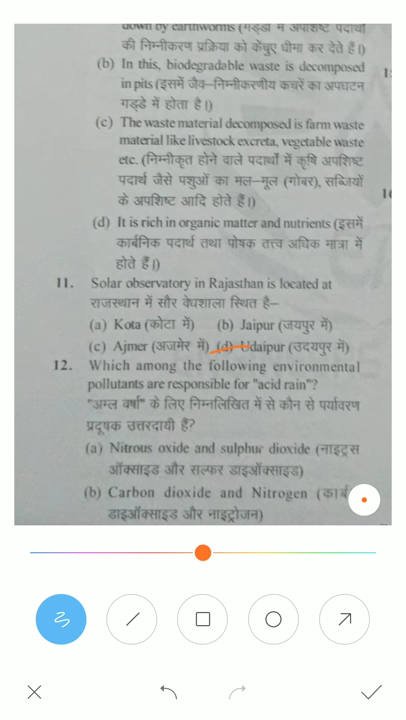 down by earthworms (गड्डा में अपशिष्ट पदार्थों
की निम्नीकरण प्रक्रिया को केंचुए धीमा कर देते हैं।)
(b) In this, biodegradable waste is decomposed
in pits (इसमें जैव–निम्नीकरणीय कचरें का अपघटन
गड्डे में होता है।)
(c) The waste material decomposed is farm waste
material like livestock excreta, vegetable waste
etc. (निम्नीकृत होने वाले पदार्थों में कृषि अपशिष्ट
पदार्थ जैसे पशुओं का मल–मूल (गोबर), सब्जियों
के अपशिष्ट आदि होते हैं।)
(d) It is rich in organic matter and nutrients (इसमें
कार्बनिक पदार्थ तथा पोषक तत्त्व अधिक मात्रा में
होते हैं।)
11. Solar observatory in Rajasthan is located at
राजस्थान में सौर वेधशाला स्थित है–
(a) Kota (कोटा में) (b) Jaipur (जयपुर में)
(c) Ajmer (अजमेर में) (d) Udaipur (उदयपुर में)
12. Which among the following environmental
pollutants are responsible for "acid rain"?
"अम्ल वर्षा" के लिए निम्नलिखित में से कौन से पर्यावरण
प्रदूषक उत्तरदायी हैं?
(a) Nitrous oxide and sulphur dioxide (नाइट्रस
ऑक्साइड और सल्फर डाइऑक्साइड)
(b) Carbon dioxide and Nitrogen
डाइऑक्साइड और नाइट्रोजन)